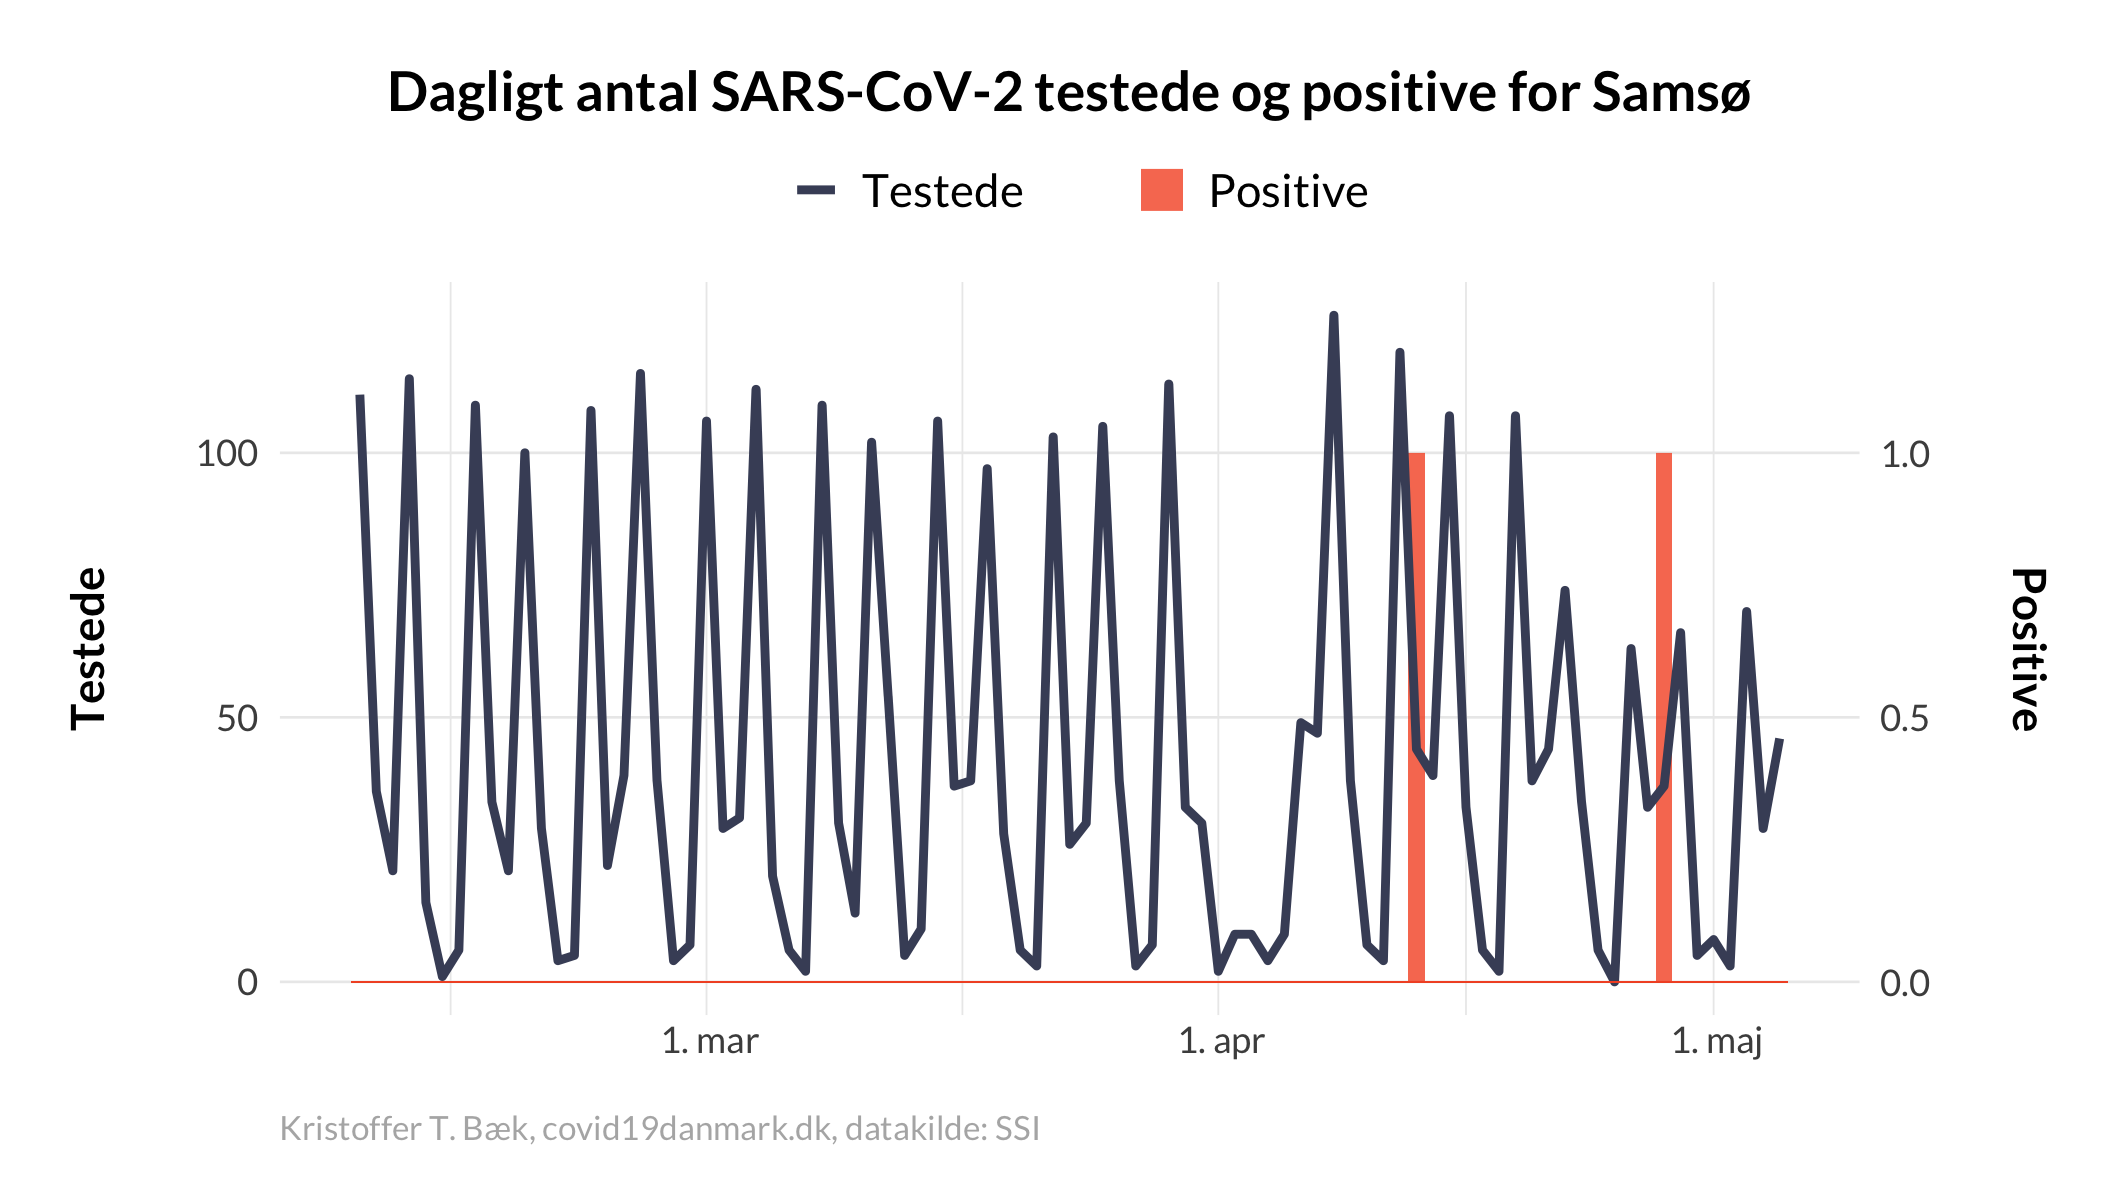 Dagligt antal SARS-CoV-2 testede og positive for Samsø
Testede Positive
100 1.0
Testede
Positive
50 0.5
0 0.0
1. mar 1. apr 1. maj
Kristoffer T. Bæk, covid19danmark.dk, datakilde: SSI